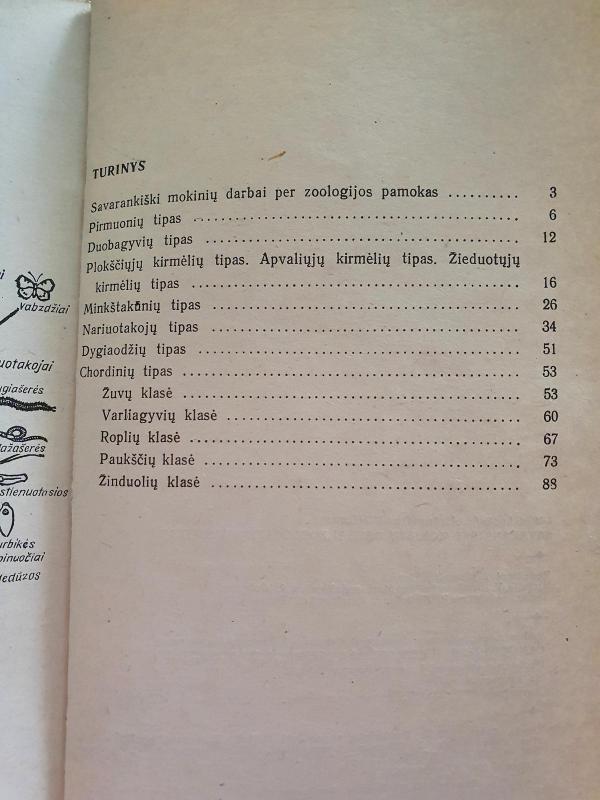 Vabzdžiai
TURINYS
Savarankiški mokinių darbai per zoologijos pamokas .......... 3
Pirmuonių tipas .......... 6
Duobagyvių tipas .......... 12
Plokščiųjų kirmėlių tipas. Apvaliųjų kirmėlių tipas. Žieduotųjų
kirmėlių tipas .......... 16
Minkštakūnių tipas .......... 26
Nariuotakojų tipas .......... 34
Dygiaodžių tipas .......... 51
Chordinių tipas .......... 53
Žuvų klasė .......... 53
Varliagyvių klasė .......... 60
Roplių klasė .......... 67
Paukščių klasė .......... 73
Žinduolių klasė .......... 88